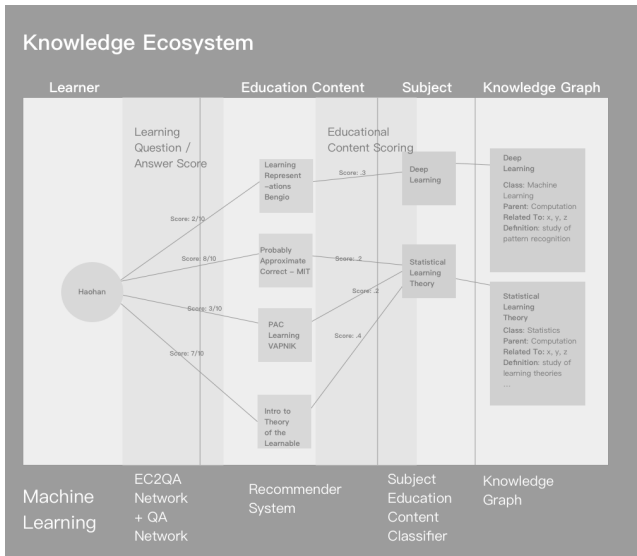 Knowledge Ecosystem
Learner
Education Content
Subject
Knowledge Graph
Learning
Question /
Answer Score
Educational
Content Scoring
Haohan
Score: 2/10
Score: 8/10
Score: 3/10
Score: 7/10
Learning
Represent
-ations
Bengio
Probably
Approximate
Correct - MIT
PAC
Learning
VAPNIK
Intro to
Theory
of the
Learnable
Score: .3
Score: .2
Score: .2
Score: .4
Deep
Learning
Statistical
Learning
Theory
Deep
Learning
Class: Machine
Learning
Parent: Computation
Related To: x, y, z
Definition: study of
pattern recognition
Statistical
Learning
Theory
Class: Statistics
Parent: Computation
Related To: x, y, z
Definition: study of
learning theories
...
Machine
Learning
EC2QA
Network
+ QA
Network
Recommender
System
Subject
Education
Content
Classifier
Knowledge
Graph